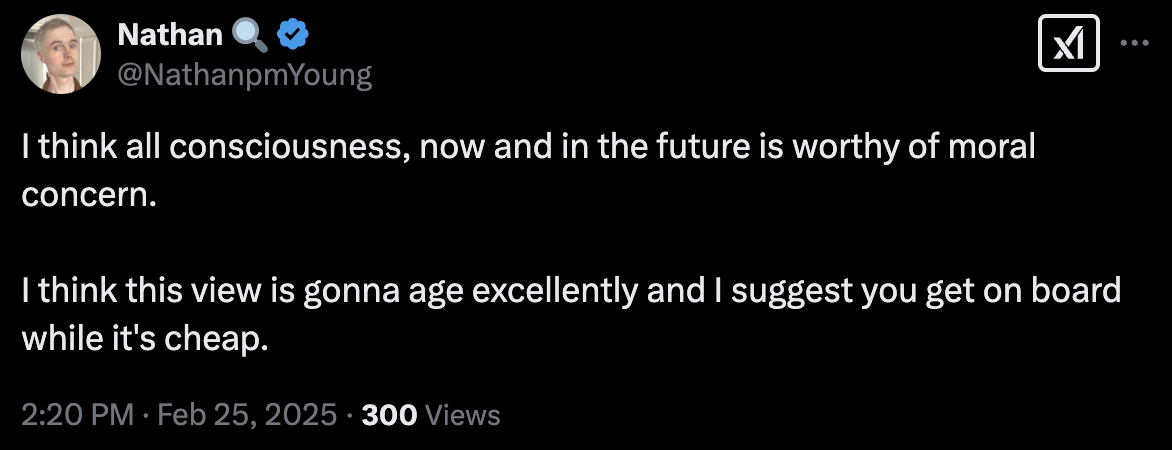 Nathan
@NathanpmYoung
I think all consciousness, now and in the future is worthy of moral
concern.
I think this view is gonna age excellently and I suggest you get on board
while it's cheap.
2:20 PM · Feb 25, 2025 · 300 Views